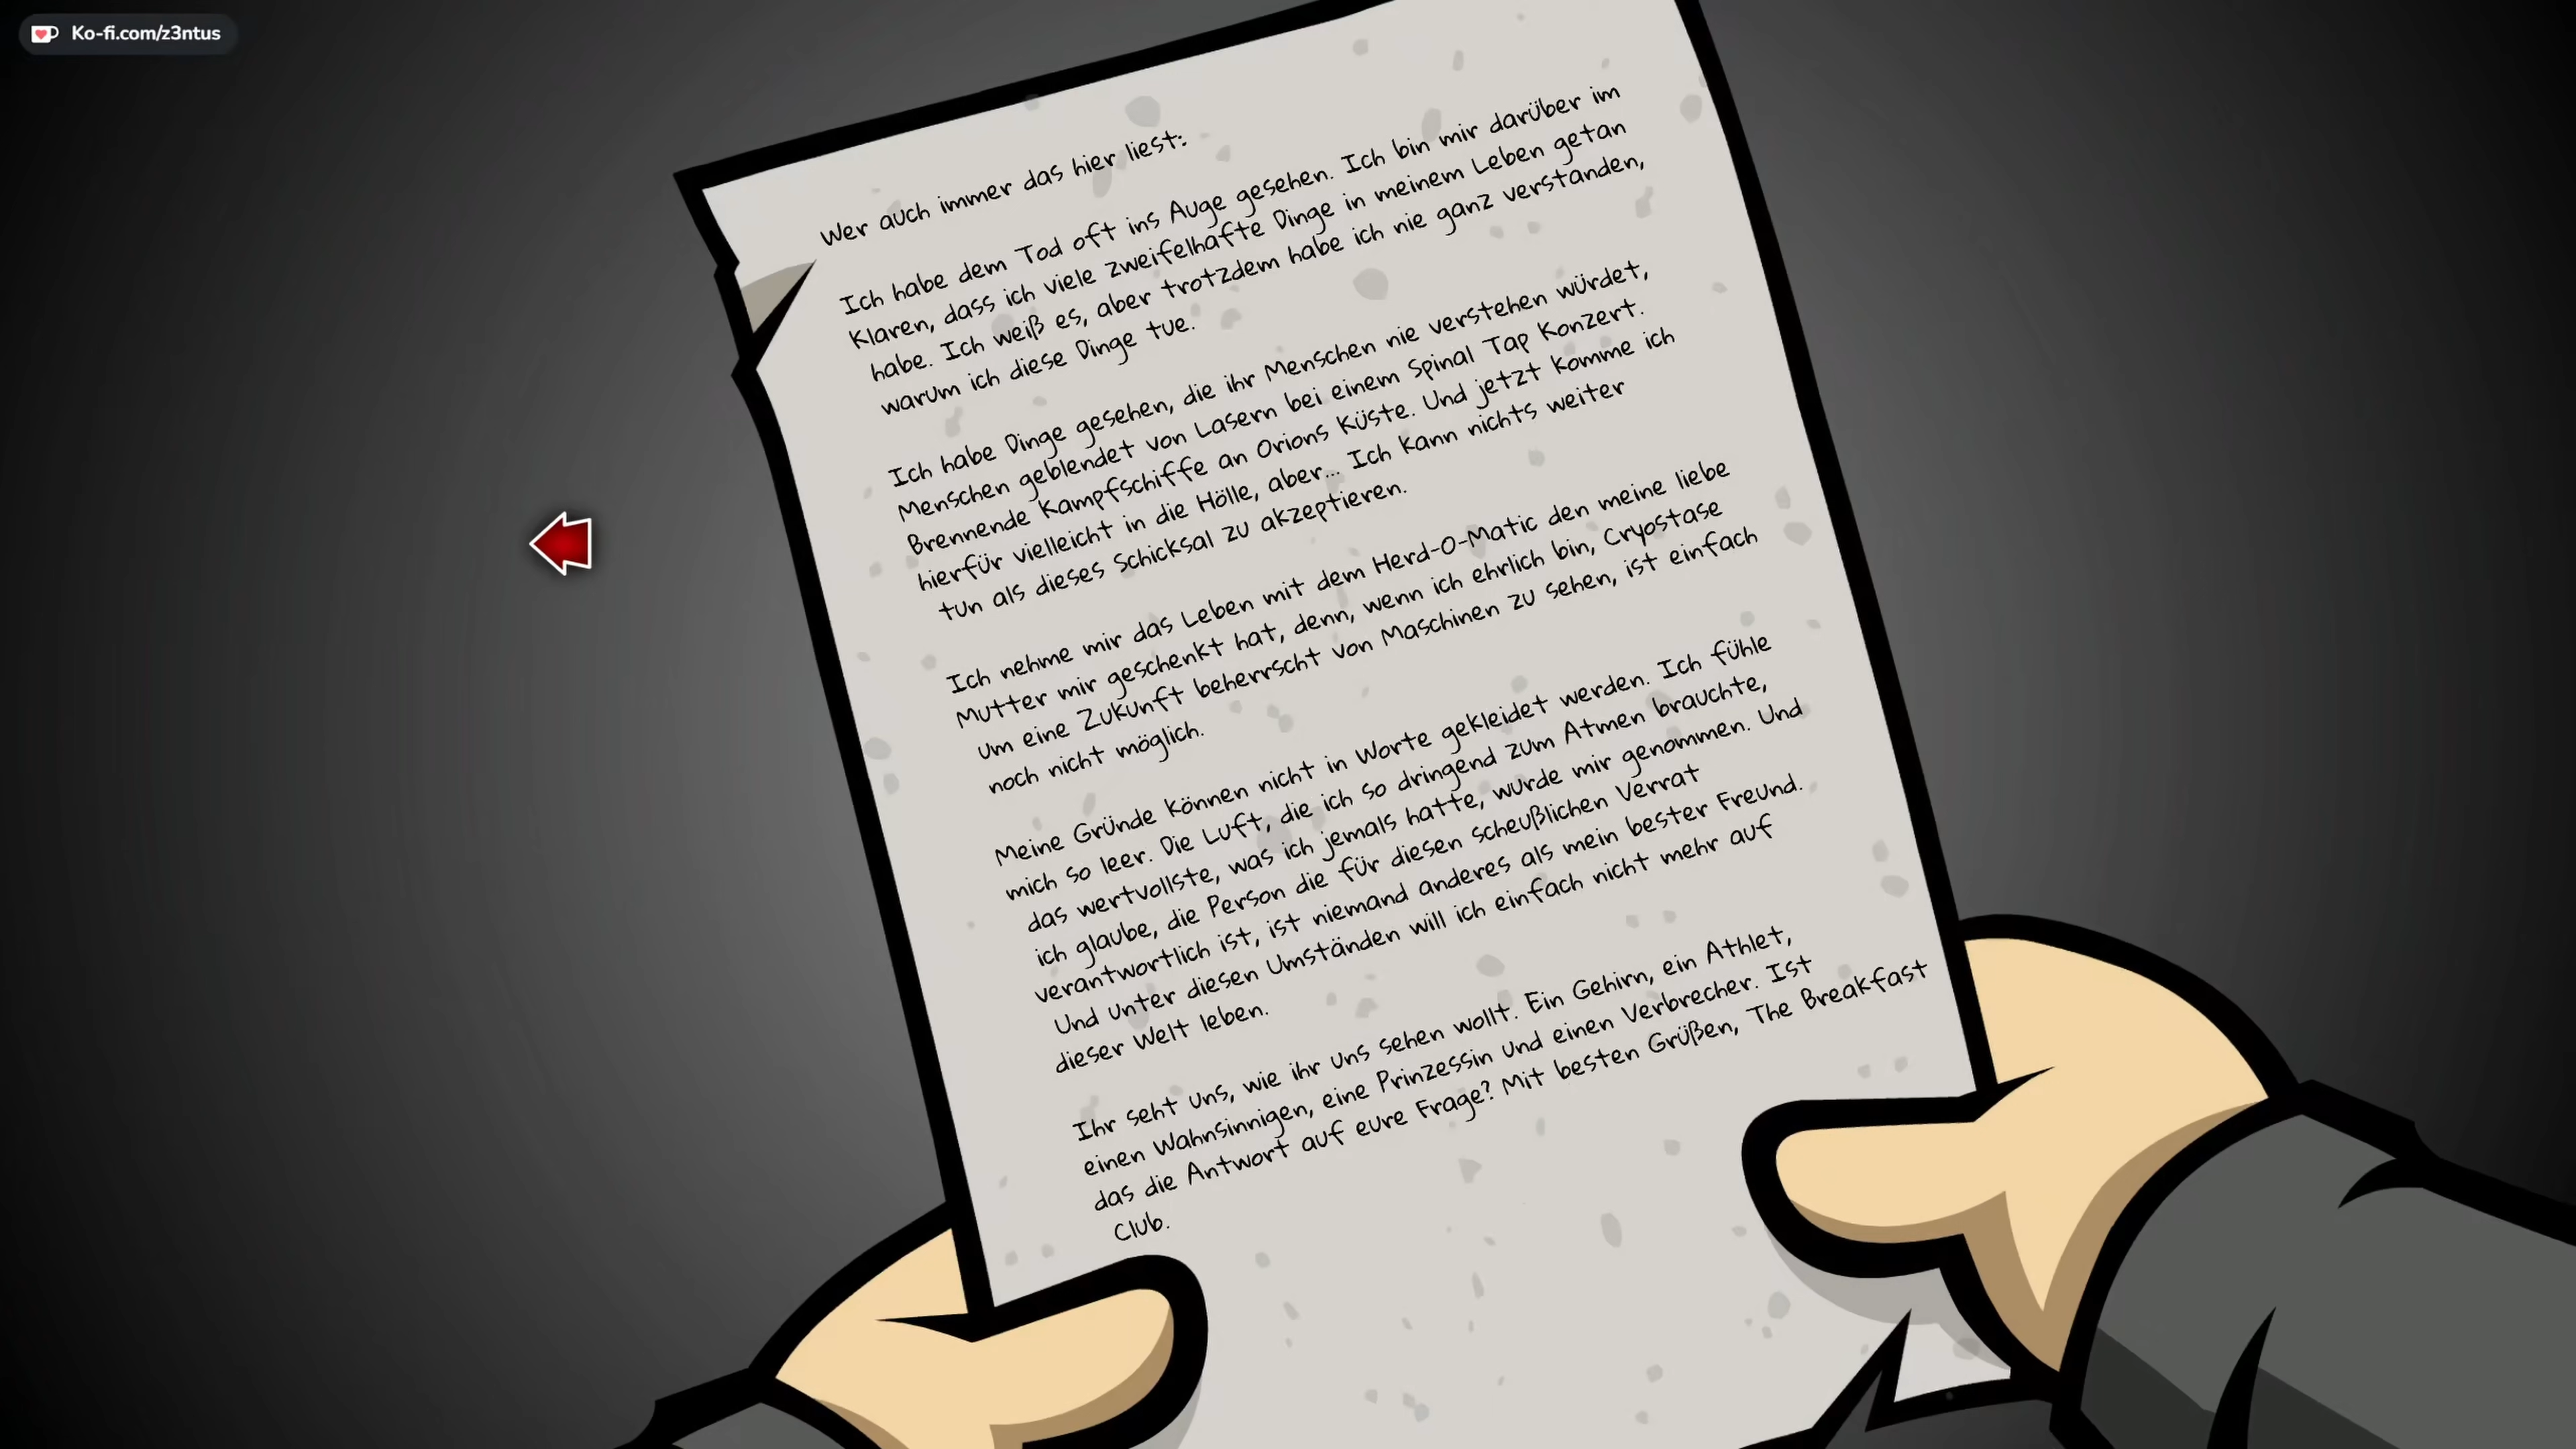 Ko-fi.com/z3ntus
Wer auch immer das hier liest:
Ich habe dem Tod oft ins Auge gesehen. Ich bin mir darüber im
Klaren, dass ich viele zweifelhafte Dinge in meinem Leben getan
habe. Ich weiß es, aber trotzdem habe ich nie ganz verstanden,
warum ich diese Dinge tue.
Ich habe Dinge gesehen, die ihr Menschen nie verstehen würdet,
Menschen geblendet von Lasern bei einem Spinal Tap Konzert.
Brennende Kampfschiffe an Orions Küste. Und jetzt komme ich
hierfür vielleicht in die Hölle, aber... Ich kann nichts weiter
tun als dieses Schicksal zu akzeptieren.
Ich nehme mir das Leben mit dem Herd-O-Matic den meine liebe
Mutter mir geschenkt hat, denn, wenn ich ehrlich bin, Cryostase
um eine Zukunft beherrscht von Maschinen zu sehen, ist einfach
noch nicht möglich.
Meine Gründe können nicht in Worte gekleidet werden. Ich fühle
mich so leer. Die Luft, die ich so dringend zum Atmen brauchte,
das wertvollste, was ich jemals hatte, wurde mir genommen. Und
ich glaube, die Person die für diesen scheußlichen Verrat
verantwortlich ist, ist niemand anderes als mein bester Freund.
Und unter diesen Umständen will ich einfach nicht mehr auf
dieser Welt leben.
Ihr seht uns, wie ihr uns sehen wollt. Ein Gehirn, ein Athlet,
einen Wahnsinnigen, eine Prinzessin und einen Verbrecher. Ist
das die Antwort auf eure Frage? Mit besten Grüßen, The Breakfast
Club.